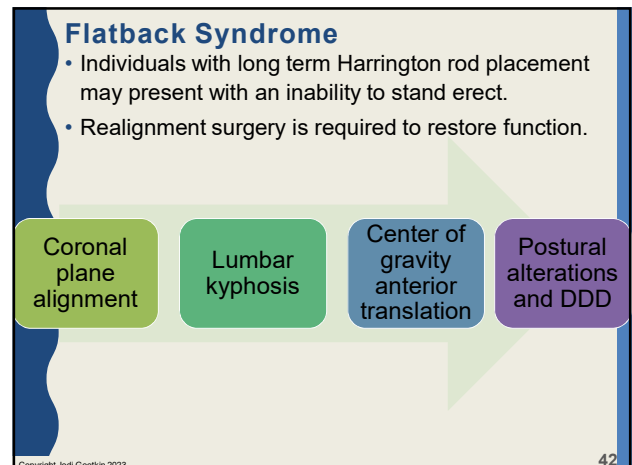 Flatback Syndrome
• Individuals with long term Harrington rod placement
may present with an inability to stand erect.
• Realignment surgery is required to restore function.
Coronal
plane
alignment
Lumbar
kyphosis
Center of
gravity
anterior
translation
Postural
alterations
and DDD
Copyright Jodi Gootkin 2023
42